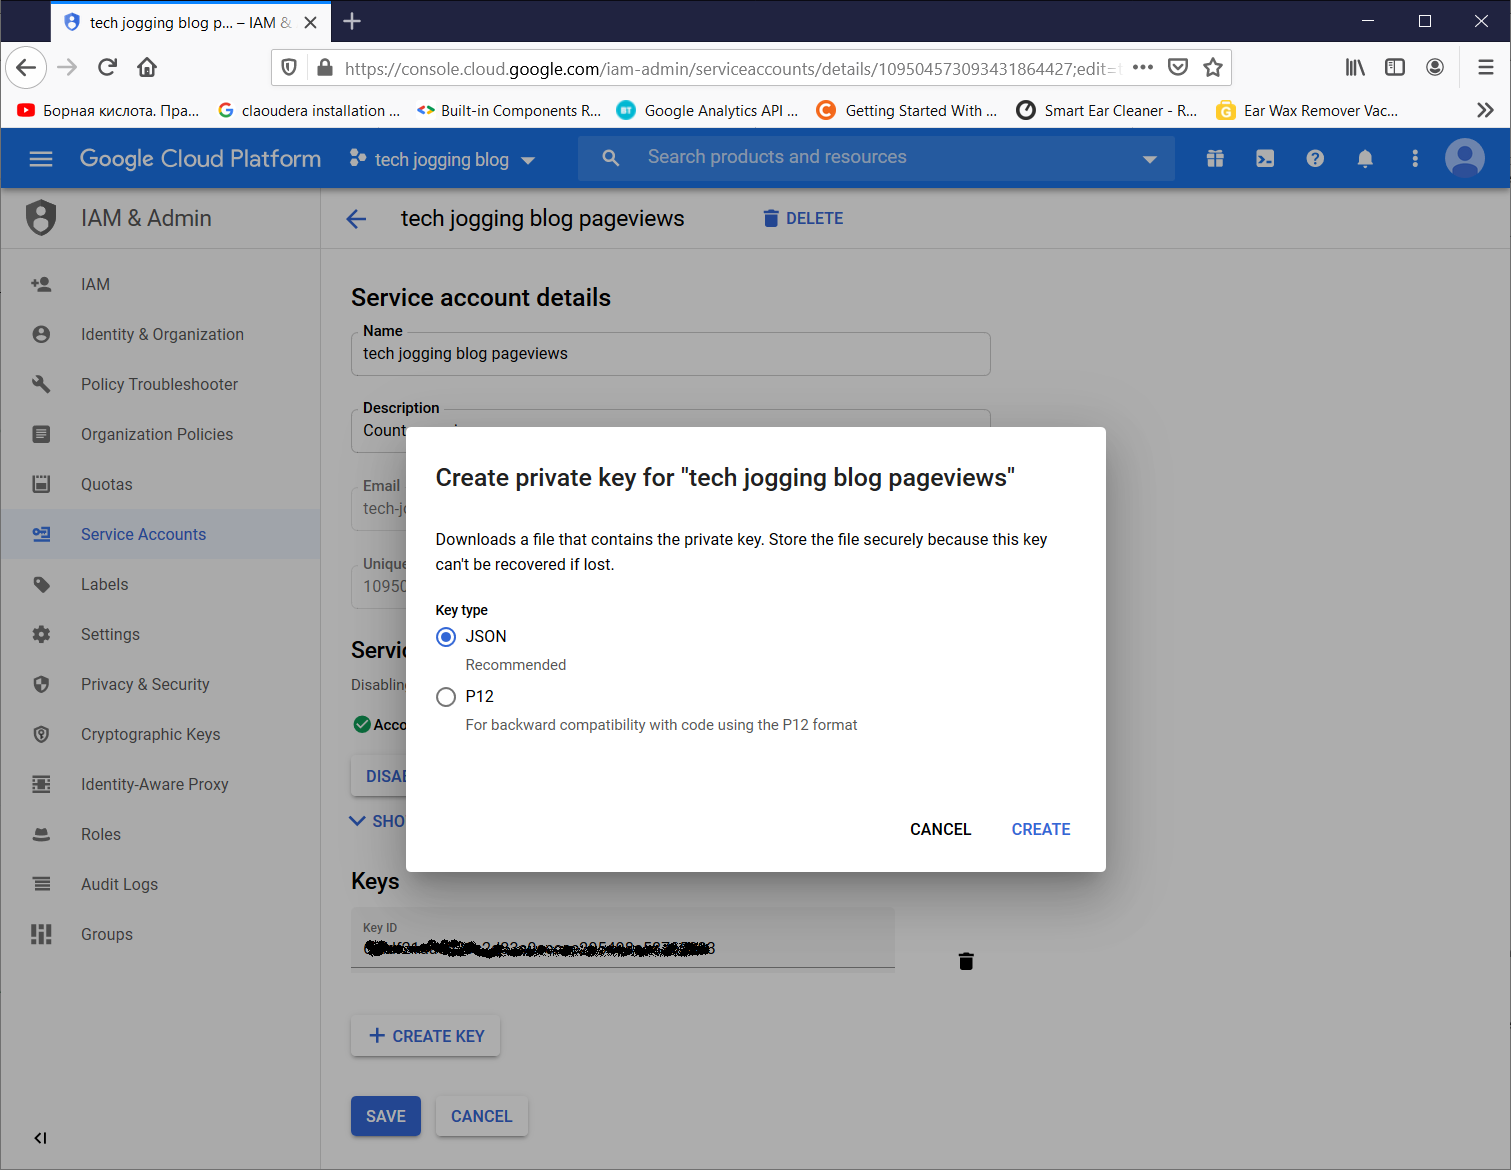 tech jogging blog p... – IAM &
https://console.cloud.google.com/iam-admin/serviceaccounts/details/109504573093431864427;edit=
Борная кислота. Пра...
claoudera installation ...
Built-in Components R...
Google Analytics API ...
Getting Started With ...
Smart Ear Cleaner - R...
Ear Wax Remover Vac...
Google Cloud Platform
tech jogging blog
Search products and resources
IAM & Admin
tech jogging blog pageviews
DELETE
IAM
Identity & Organization
Policy Troubleshooter
Organization Policies
Quotas
Service Accounts
Labels
Settings
Privacy & Security
Cryptographic Keys
Identity-Aware Proxy
Roles
Audit Logs
Groups
Service account details
Name
tech jogging blog pageviews
Description
Count
Email
tech-j
Unique
10950
Servic
Disabling
Acco
DISAB
SHO
Create private key for "tech jogging blog pageviews"
Downloads a file that contains the private key. Store the file securely because this key
can't be recovered if lost.
Key type
JSON
Recommended
P12
For backward compatibility with code using the P12 format
CANCEL
CREATE
Keys
Key ID
CREATE KEY
SAVE
CANCEL